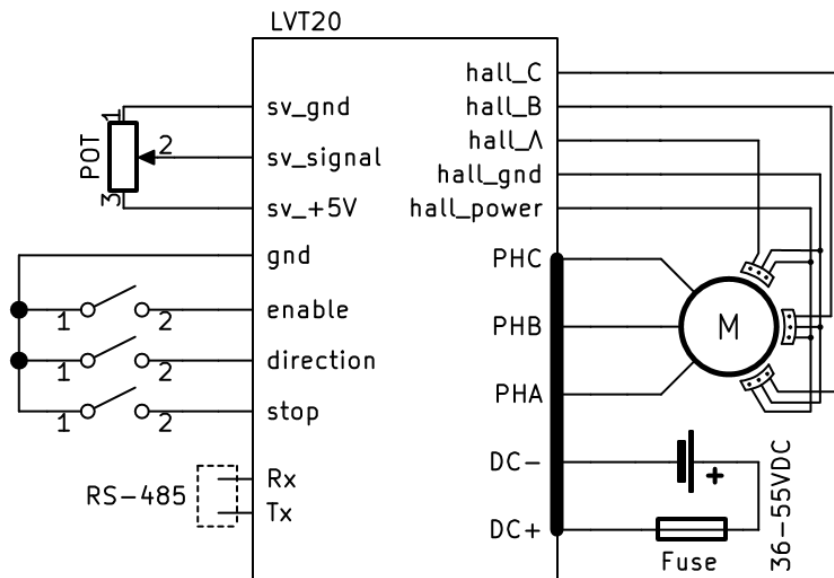 LVT20
1
POT
2
3
sv_gnd
sv_signal
sv_+5V
gnd
1
2
enable
1
2
direction
1
2
stop
RS-485
Rx
Tx
hall_C
hall_B
hall_Λ
hall_gnd
hall_power
PHC
PHB
PHA
DC-
DC+
M
+
Fuse
36-55VDC